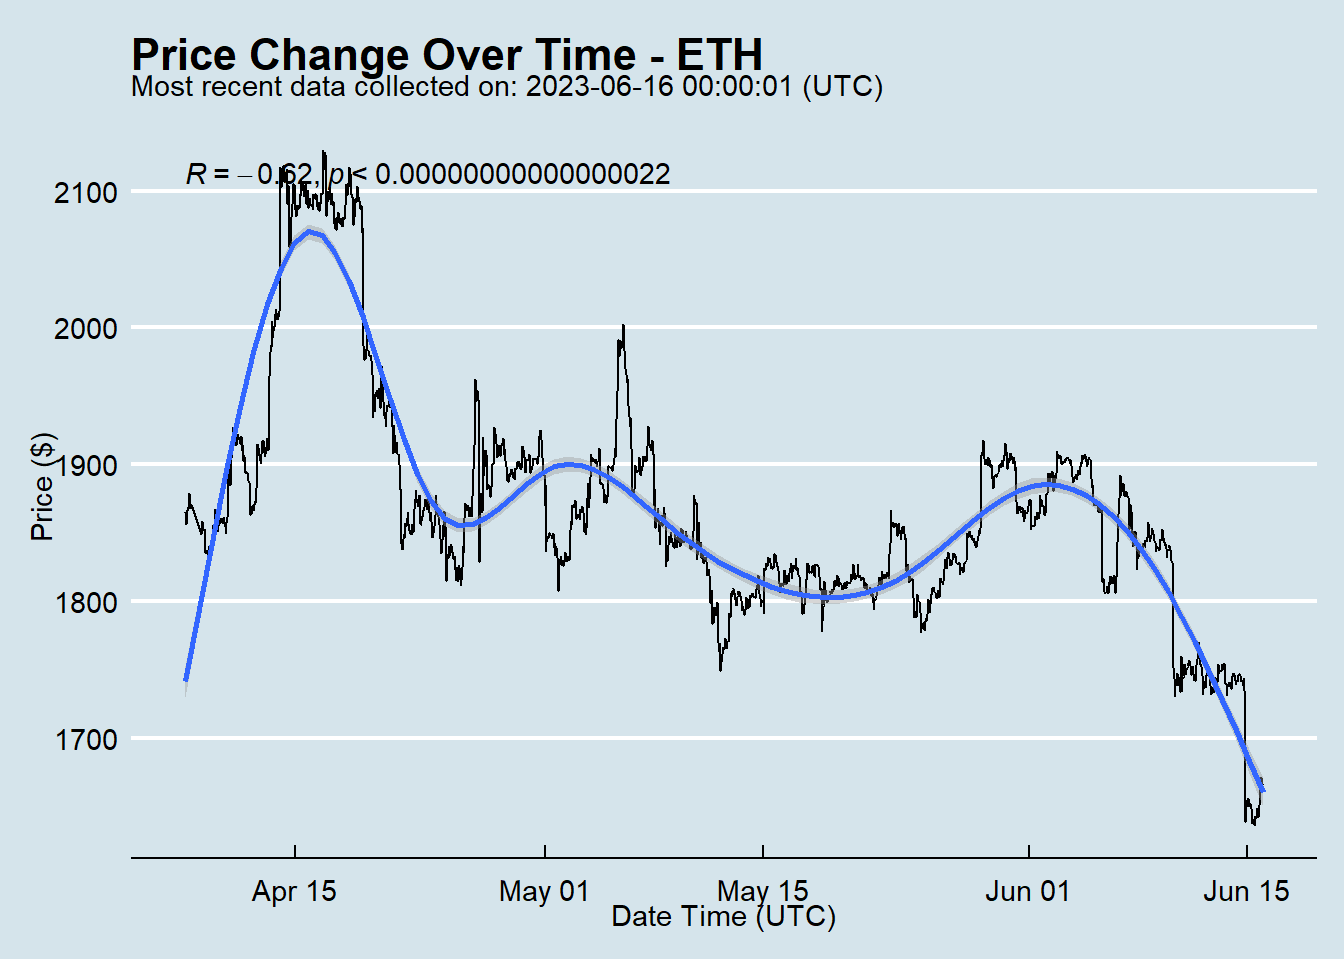 Price Change Over Time - ETH
Most recent data collected on: 2023-06-16 00:00:01 (UTC)
R = −0.62, p < 0.00000000000000022
2100
2000
1900
1800
1700
Price ($)
Apr 15 May 01 May 15 Jun 01 Jun 15
Date Time (UTC)